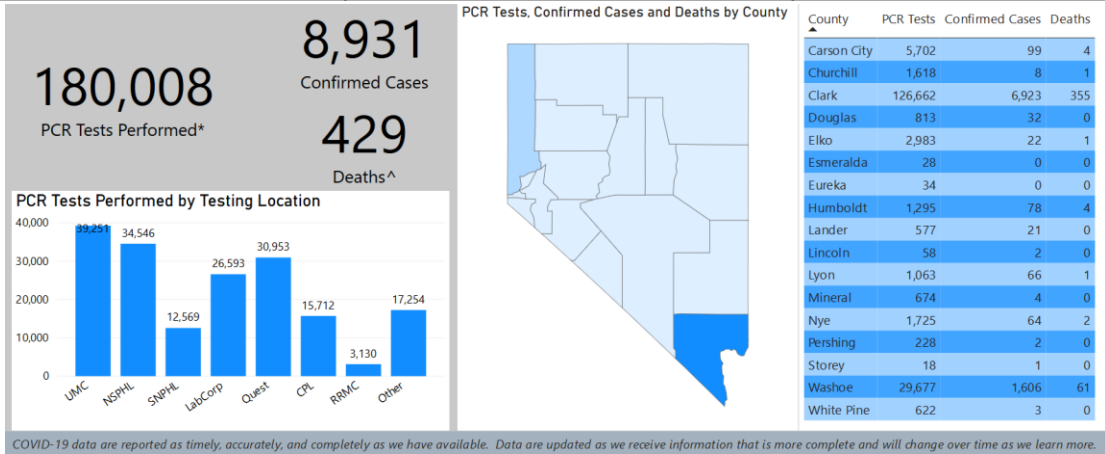 180,008
PCR Tests Performed*
8,931
Confirmed Cases
429
Deaths^
PCR Tests Performed by Testing Location
40,000
30,000
20,000
10,000
0
39,251
34,546
12,569
26,593
30,953
15,712
3,130
17,254
UMC
NSPHL
SNPHL
LabCorp
Quest
CPL
RRMC
Other
PCR Tests, Confirmed Cases and Deaths by County
County PCR Tests Confirmed Cases Deaths
Carson City 5,702 99 4
Churchill 1,618 8 1
Clark 126,662 6,923 355
Douglas 813 32 0
Elko 2,983 22 1
Esmeralda 28 0 0
Eureka 34 0 0
Humboldt 1,295 78 4
Lander 577 21 0
Lincoln 58 2 0
Lyon 1,063 66 1
Mineral 674 4 0
Nye 1,725 64 2
Pershing 228 2 0
Storey 18 1 0
Washoe 29,677 1,606 61
White Pine 622 3 0
COVID-19 data are reported as timely, accurately, and completely as we have available. Data are updated as we receive information that is more complete and will change over time as we learn more.